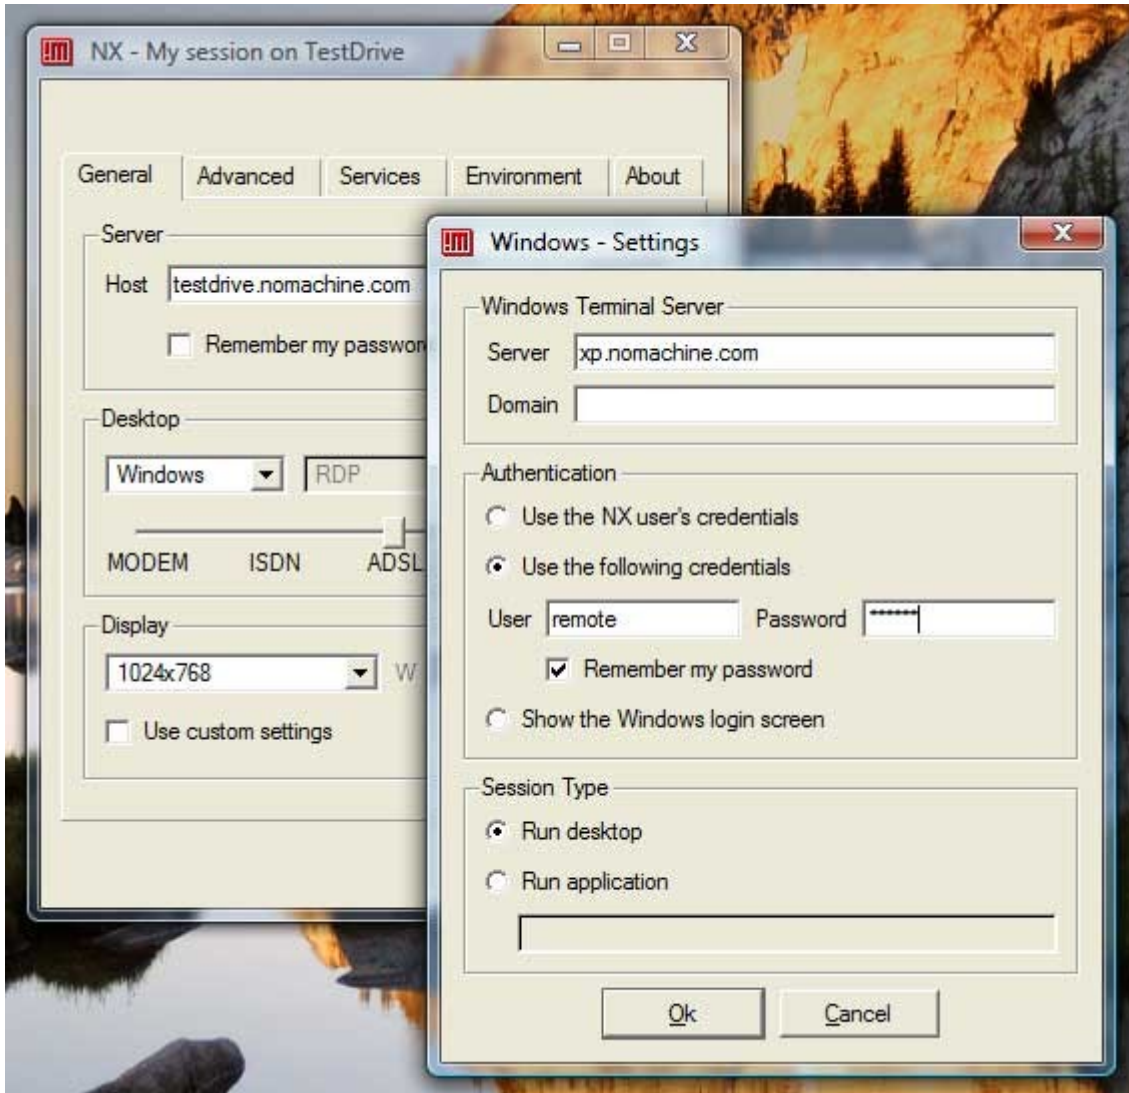 NX - My session on TestDrive
General Advanced Services Environment About
Server
Host testdrive.nomachine.com
Remember my password
Desktop
Windows RDP
MODEM ISDN ADSL
Display
1024x768 W
Use custom settings
Windows - Settings
Windows Terminal Server
Server xp.nomachine.com
Domain
Authentication
Use the NX user's credentials
Use the following credentials
User remote Password ******
Remember my password
Show the Windows login screen
Session Type
Run desktop
Run application
Ok Cancel